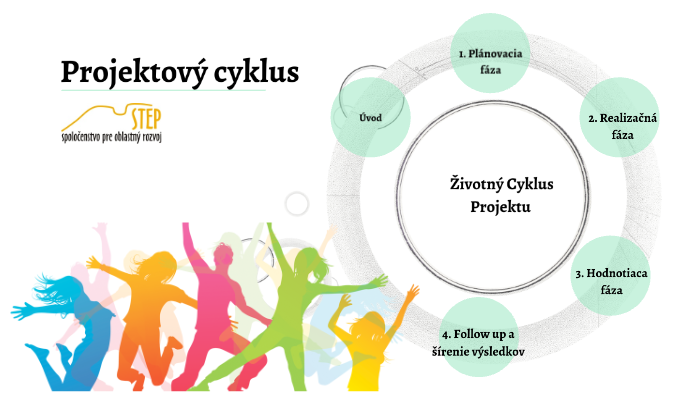 Projektový cyklus
STEP
spoločenstvo pre oblastný rozvoj
Úvod
1. Plánovacia
fáza
2. Realizačná
fáza
Životný Cyklus
Projektu
3. Hodnotiaca
fáza
4. Follow up a
šírenie výsledkov